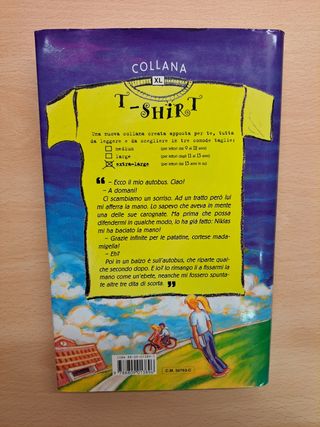 COLLANA
XL
T-SHIRT
Una nuova collana creata apposta per te, tutta
da leggere e da scegliere in tre comode taglie:
medium (per lettori dai 9 ai 11 anni)
large (per lettori dagli 11 ai 13 anni)
extra-large (per lettori dai 13 anni in su)
“ – Ecco il mio autobus. Ciao!
– A domani!
Ci scambiamo un sorriso. Ad un tratto però lui
mi afferra la mano. Lo sapevo che aveva in mente
una delle sue carognate. Ma prima che possa
difendermi in qualche modo, lo ha già fatto: Niklas
mi ha baciato la mano!
– Grazie infinite per le patatine, cortese mada-
migella!
– Eh?
Poi in un balzo è sull'autobus, che riparte qual-
che secondo dopo. E io? Io rimango lì a fissarmi la
mano come un'ebete, neanche mi fossero spunta-
te altre tre dita di scorta. ”